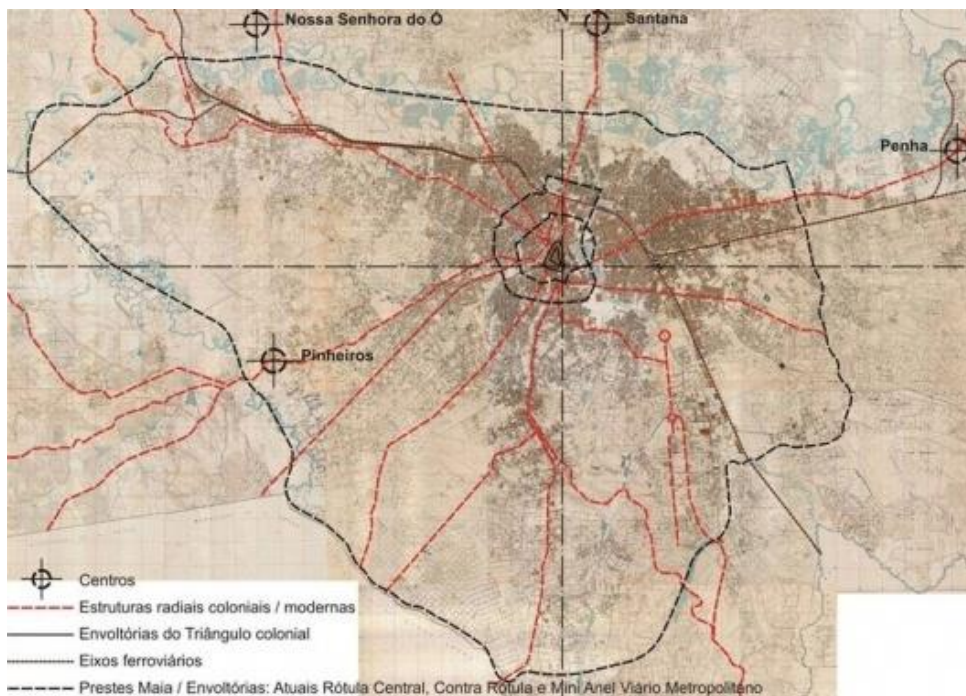 Nossa Senhora do Ó
N
Santana
Penha
Pinheiros
Centros
Estruturas radiais coloniais / modernas
Envoltórias do Triângulo colonial
Eixos ferroviários
Prestes Maia / Envoltórias: Atuais Rótula Central, Contra Rótula e Mini Anel Viário Metropolitano